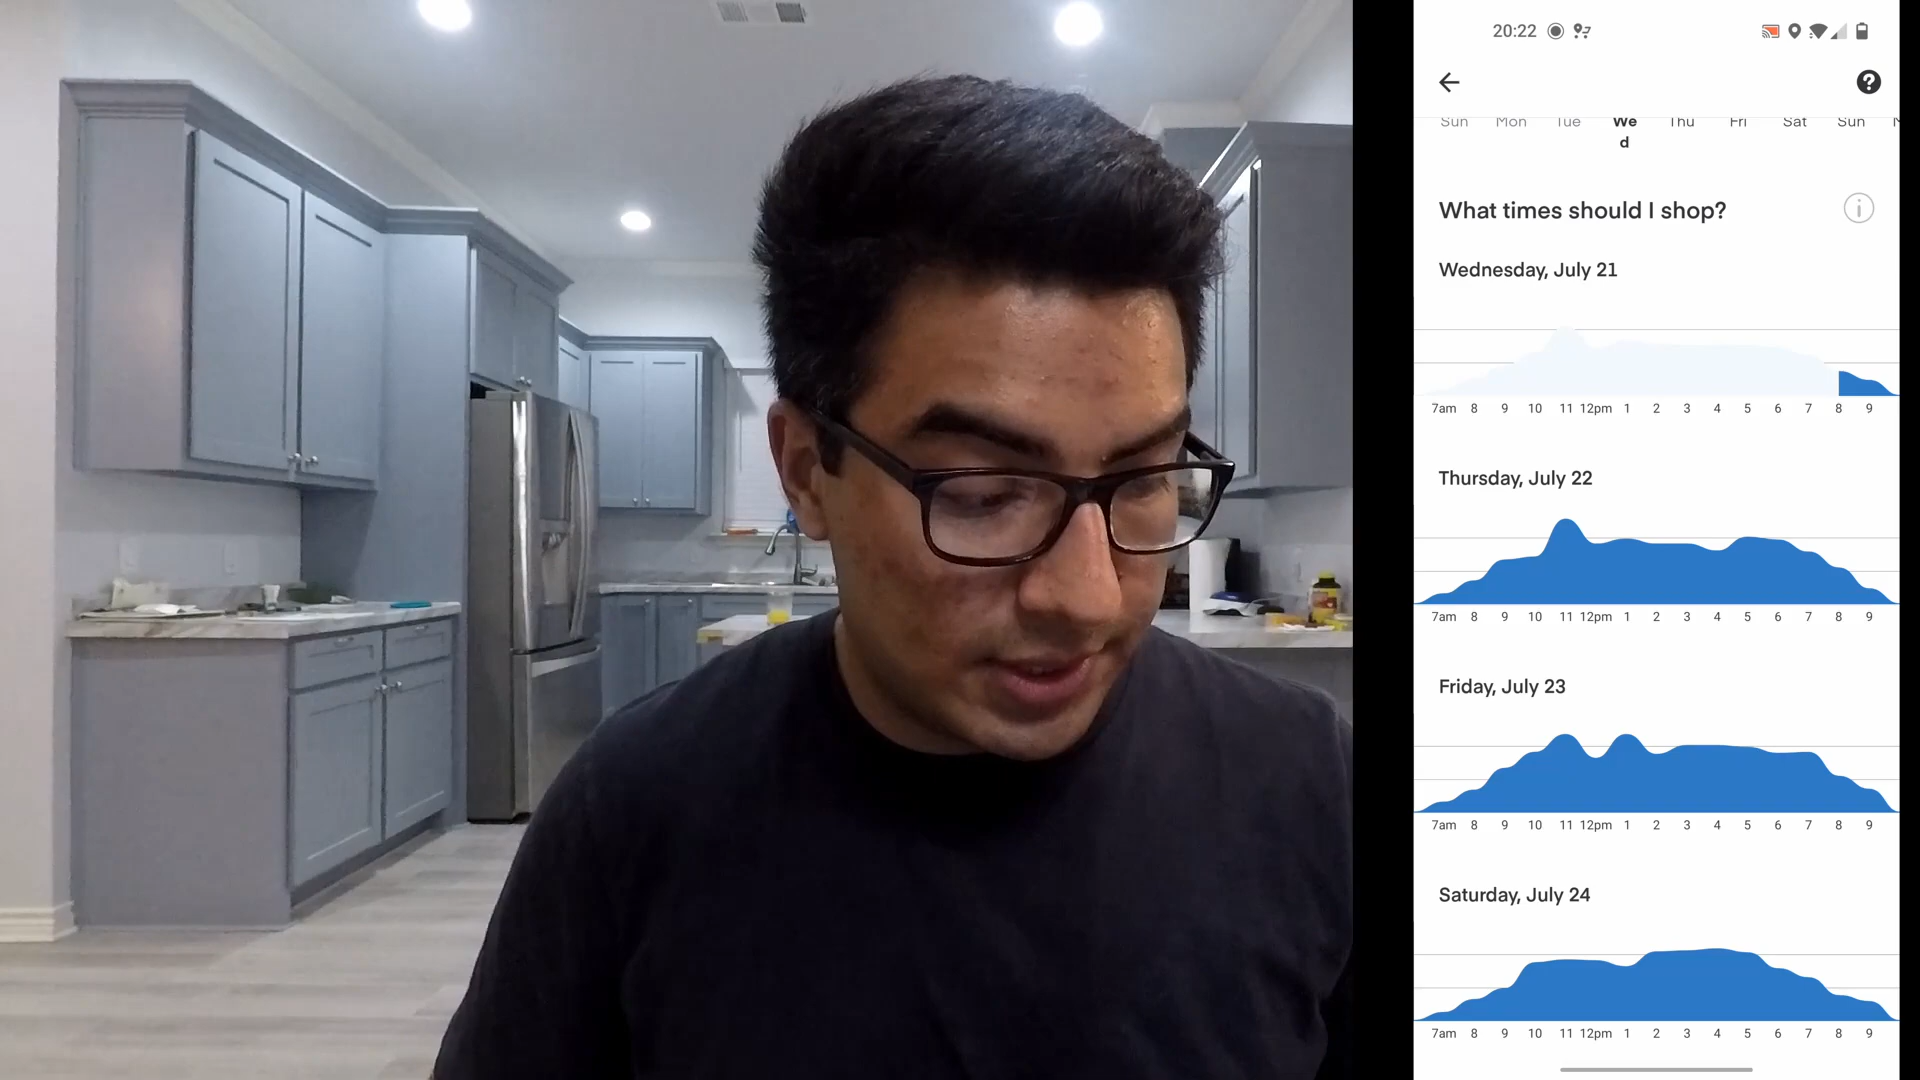 20:22
?
Sun Mon Tue We Thu Fri Sat Sun
d
What times should I shop?
i
Wednesday, July 21
7am 8 9 10 11 12pm 1 2 3 4 5 6 7 8 9
Thursday, July 22
7am 8 9 10 11 12pm 1 2 3 4 5 6 7 8 9
Friday, July 23
7am 8 9 10 11 12pm 1 2 3 4 5 6 7 8 9
Saturday, July 24
7am 8 9 10 11 12pm 1 2 3 4 5 6 7 8 9